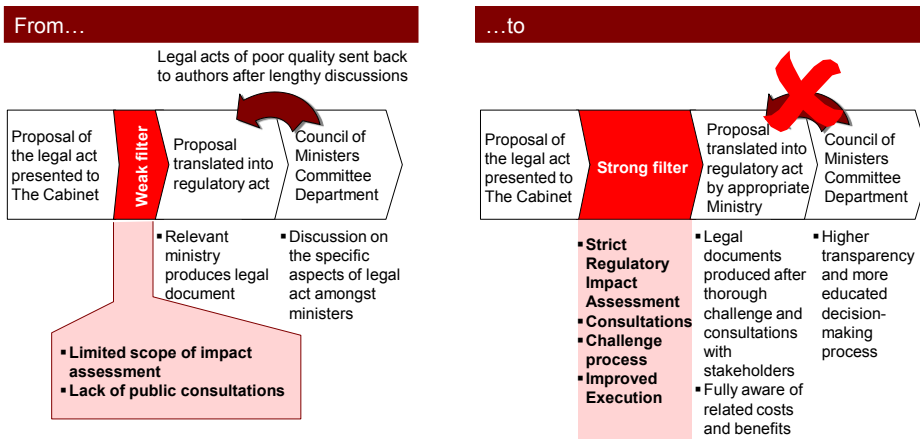 From…
Legal acts of poor quality sent back
to authors after lengthy discussions
Proposal of
the legal act
presented to
The Cabinet
Weak filter
Proposal
translated into
regulatory act
Council of
Ministers
Committee
Department
▪ Relevant
ministry
produces legal
document
▪ Discussion on
the specific
aspects of legal
act amongst
ministers
▪ Limited scope of impact
assessment
▪ Lack of public consultations
…to
Proposal of
the legal act
presented to
The Cabinet
Strong filter
Proposal
translated into
regulatory act
by appropriate
Ministry
Council of
Ministers
Committee
Department
▪ Strict
Regulatory
Impact
Assessment
▪ Consultations
▪ Challenge
process
▪ Improved
Execution
▪ Legal
documents
produced after
thorough
challenge and
consultations
with
stakeholders
▪ Fully aware of
related costs
and benefits
▪ Higher
transparency
and more
educated
decision-
making
process